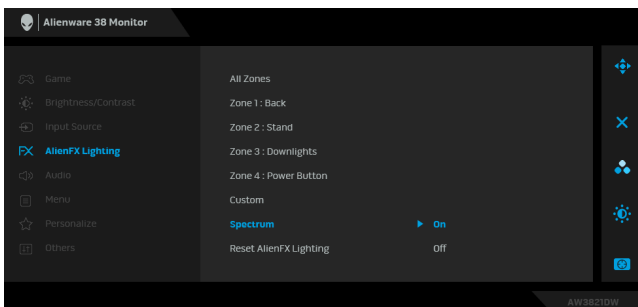 Alienware 38 Monitor
Game
Brightness/Contrast
Input Source
FX AlienFX Lighting
Audio
Menu
Personalize
Others
All Zones
Zone 1 : Back
Zone 2 : Stand
Zone 3 : Downlights
Zone 4 : Power Button
Custom
Spectrum On
Reset AlienFX Lighting Off
AW3821DW